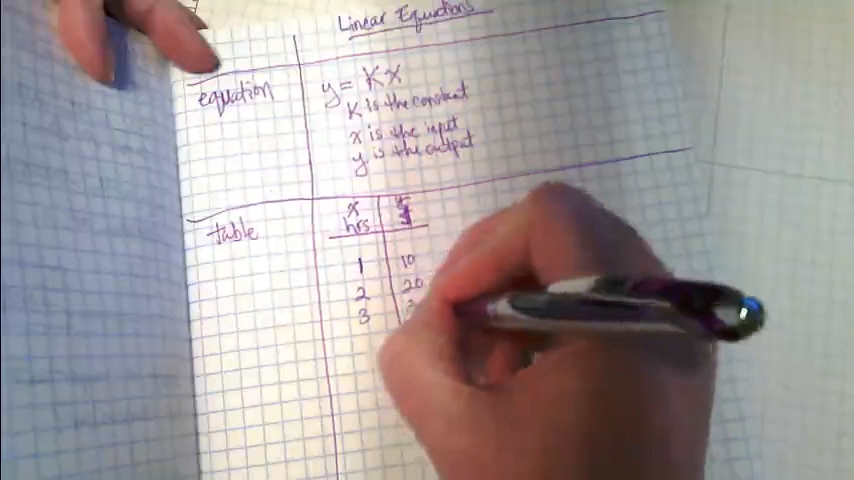 Linear Equations
equation
y = Kx
K is the constant
x is the input
y is the output
table
x
hrs
1 10
2 20
3